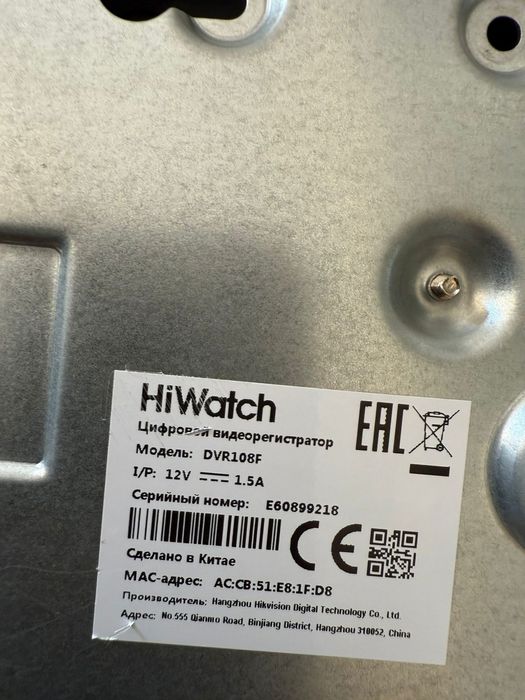 HiWatch
EAC
Цифровой видеорегистратор
Модель: DVR108F
I/P: 12V 1.5A
Серийный номер: E60899218
CE
Сделано в Китае
MAC-адрес: AC:CB:51:E8:1F:D8
Производитель: Hangzhou Hikvision Digital Technology Co., Ltd.
Адрес: No.555 Qianmo Road, Binjiang District, Hangzhou 310052, China